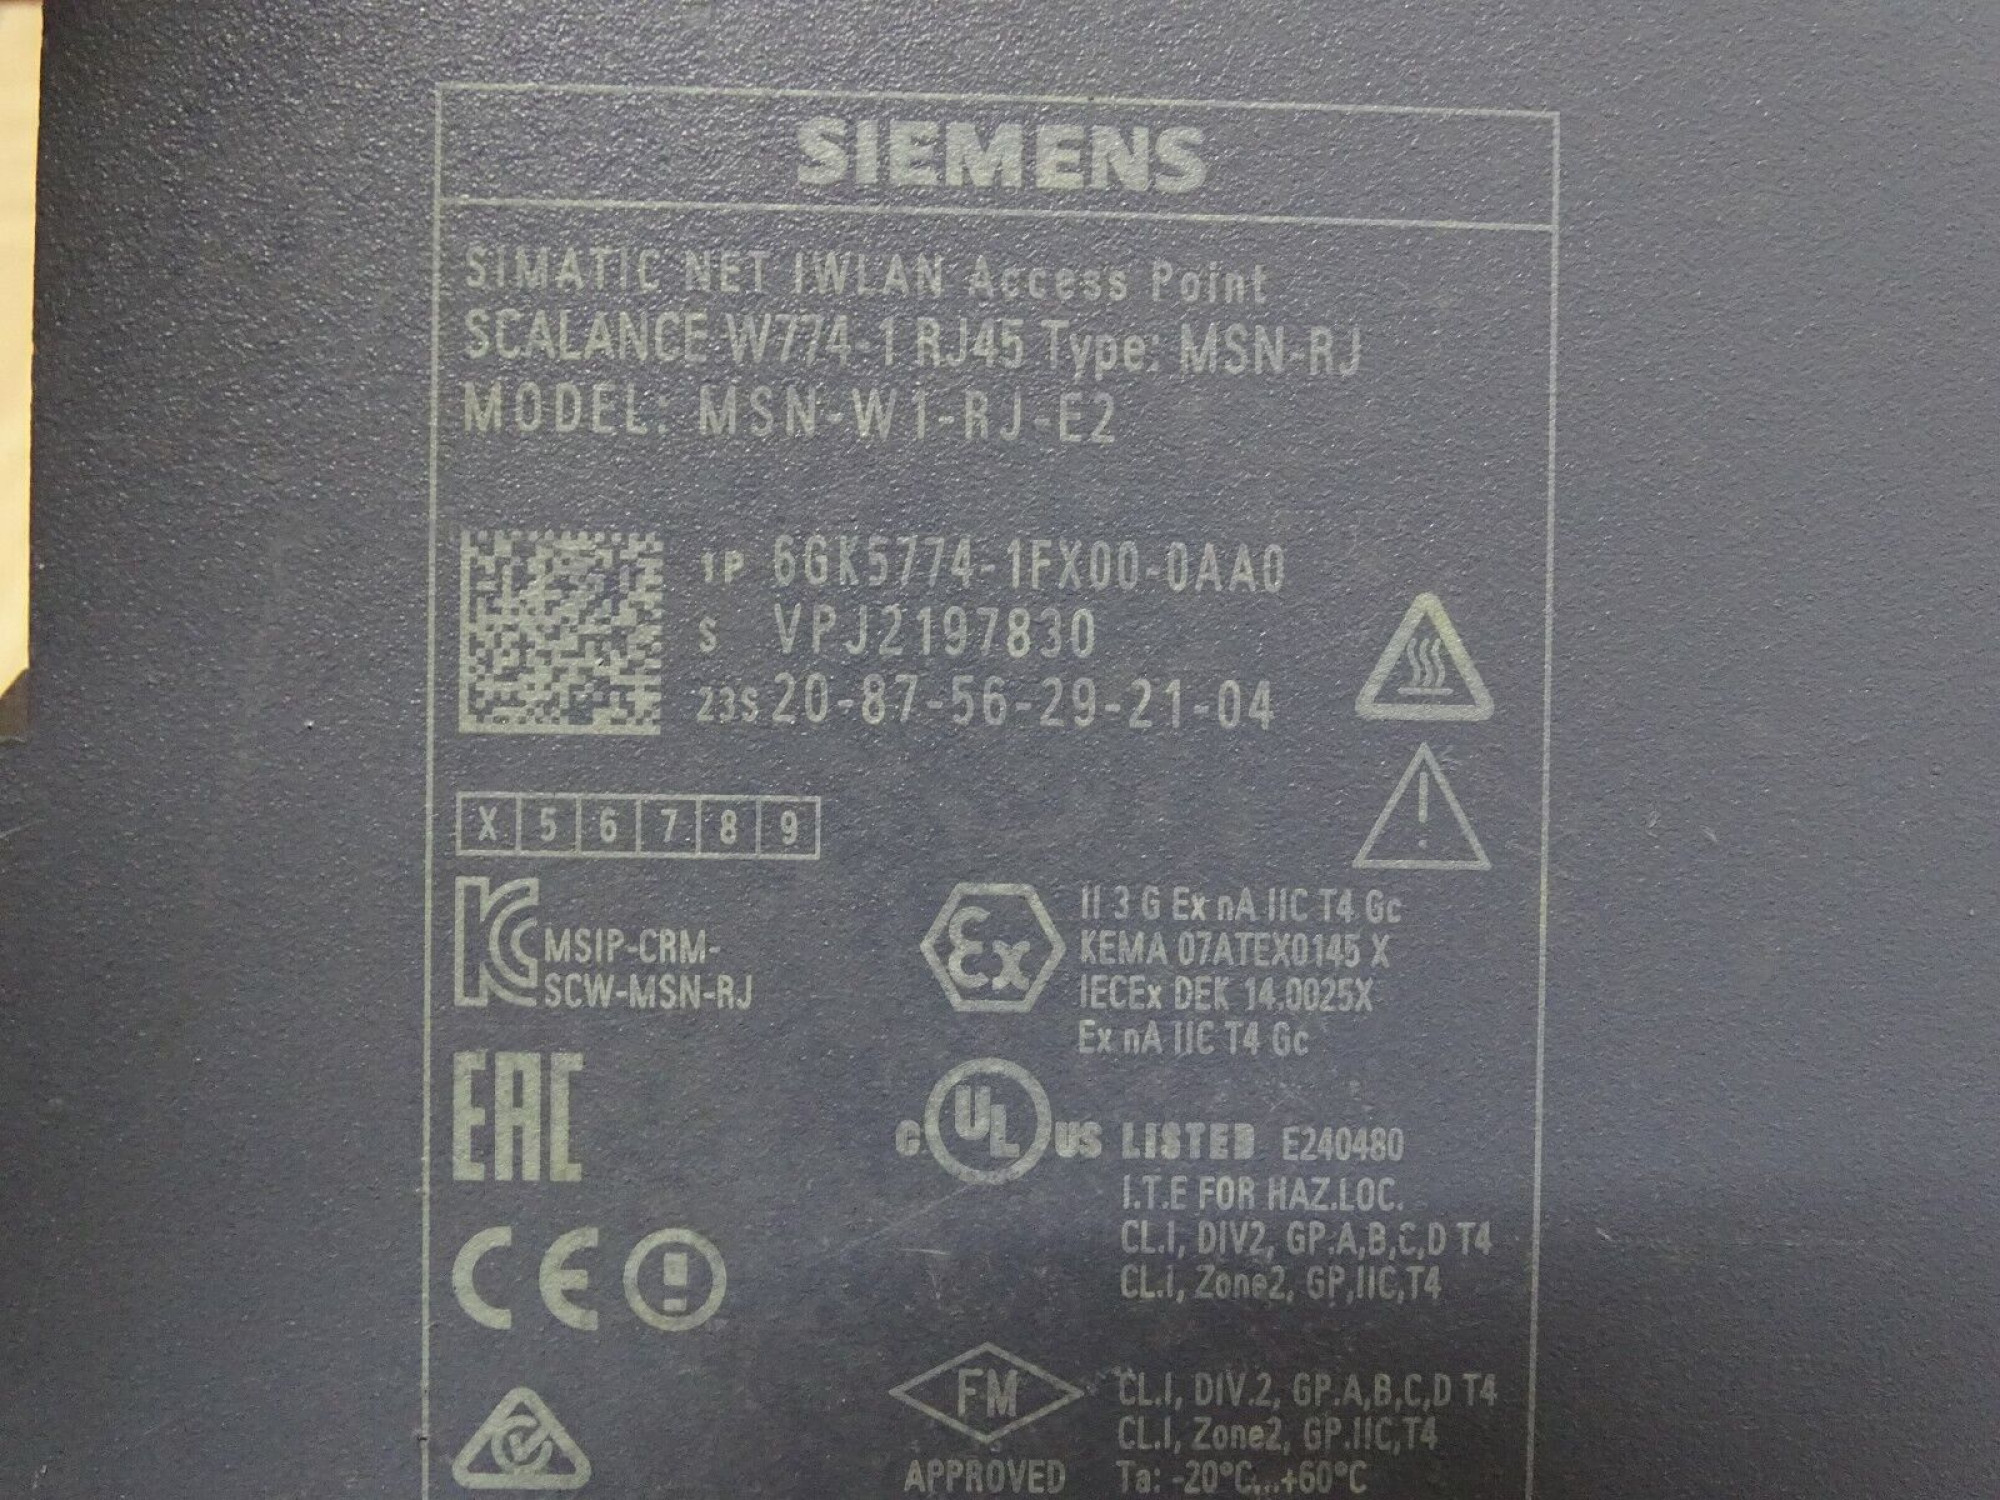 SIEMENS
SIMATIC NET IWLAN Access Point
SCALANCE W774-1 RJ45 Type: MSN-RJ
MODEL: MSN-W1-RJ-E2
1P 6GK5774-1FX00-0AA0
S VPJ2197830
23S 20-87-56-29-21-04
X 5 6 7 8 9
KC MSIP-CRM-
SCW-MSN-RJ
Ex II 3 G Ex nA IIC T4 Gc
KEMA 07ATEX0145 X
IECEx DEK 14.0025X
Ex nA IIC T4 Gc
EAC
C UL US LISTED E240480
I.T.E FOR HAZ.LOC.
CL.I, DIV2, GP.A,B,C,D T4
CL.I, Zone2, GP,IIC,T4
CE
FM CL.I, DIV.2, GP.A,B,C,D T4
CL.I, Zone2, GP.IIC,T4
APPROVED Ta: -20°C...+60°C